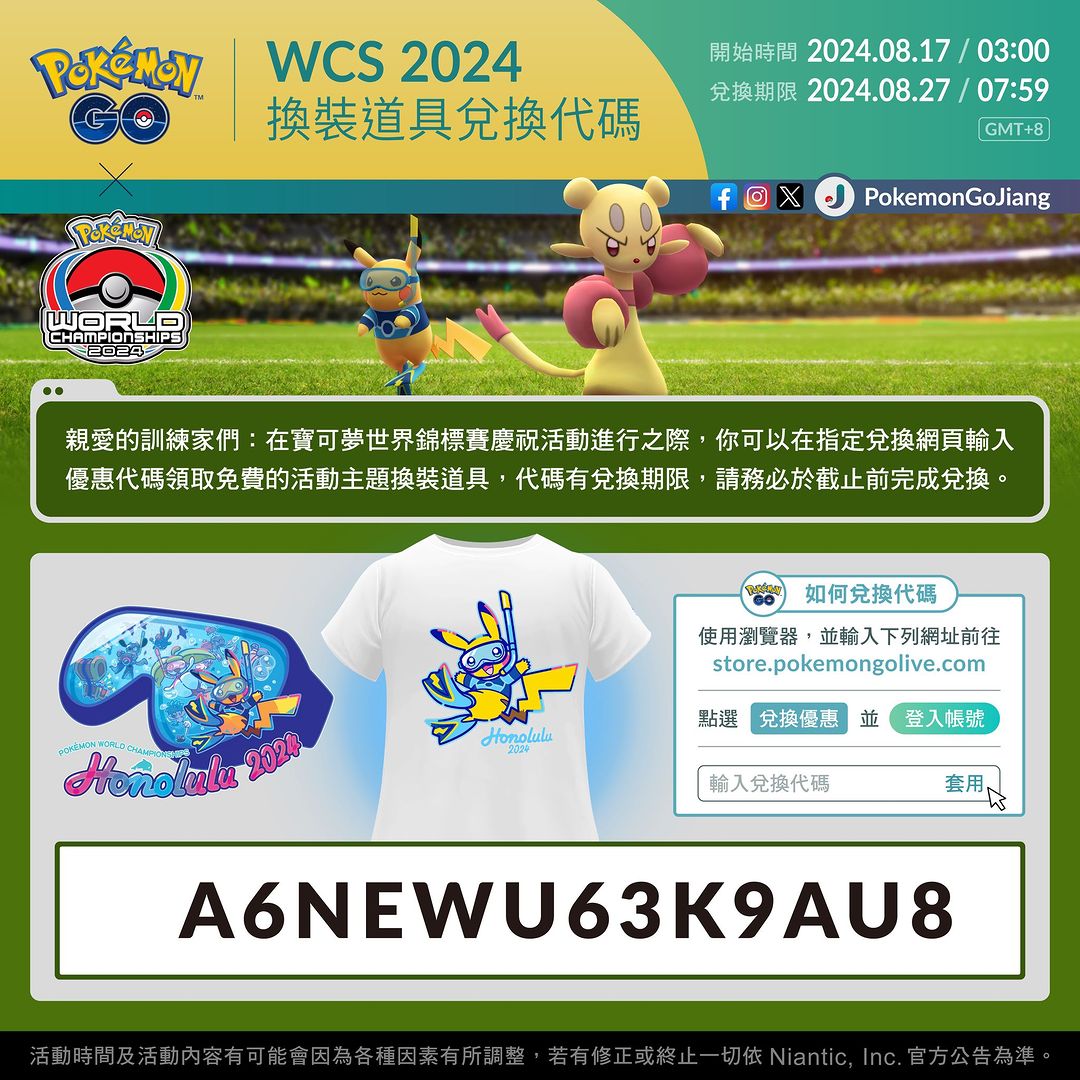 POKÉMON
GO
TM
WCS 2024
換裝道具兌換代碼
開始時間 2024.08.17 / 03:00
兌換期限 2024.08.27 / 07:59
GMT+8
PokemonGoJiang
POKÉMON
WORLD
CHAMPIONSHIPS
2024
親愛的訓練家們：在寶可夢世界錦標賽慶祝活動進行之際，你可以在指定兌換網頁輸入
優惠代碼領取免費的活動主題換裝道具，代碼有兌換期限，請務必於截止前完成兌換。
POKÉMON WORLD CHAMPIONSHIPS
Honolulu 2024
Honolulu
2024
POKÉMON
GO
如何兌換代碼
使用瀏覽器，並輸入下列網址前往
store.pokemongolive.com
點選 兌換優惠 並 登入帳號
輸入兌換代碼 套用
A6NEWU63K9AU8
活動時間及活動內容有可能會因為各種因素有所調整，若有修正或終止一切依 Niantic, Inc. 官方公告為準。